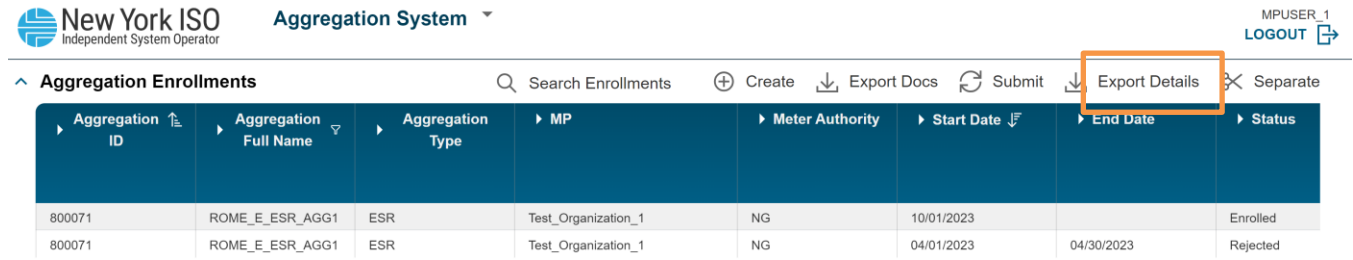 New York ISO
Independent System Operator
Aggregation System
MPUSER_1
LOGOUT
Aggregation Enrollments
Search Enrollments
Create
Export Docs
Submit
Export Details
Separate
Aggregation ID
Aggregation Full Name
Aggregation Type
MP
Meter Authority
Start Date
End Date
Status
800071 ROME_E_ESR_AGG1 ESR Test_Organization_1 NG 10/01/2023 Enrolled
800071 ROME_E_ESR_AGG1 ESR Test_Organization_1 NG 04/01/2023 04/30/2023 Rejected